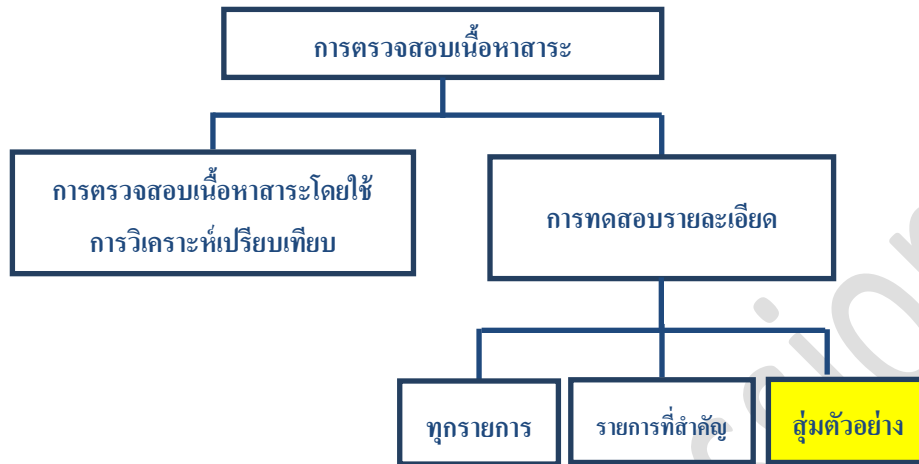 การตรวจสอบเนื้อหาสาระ
การตรวจสอบเนื้อหาสาระโดยใช้
การวิเคราะห์เปรียบเทียบ
การทดสอบรายละเอียด
ทุกรายการ
รายการที่สำคัญ
สุ่มตัวอย่าง